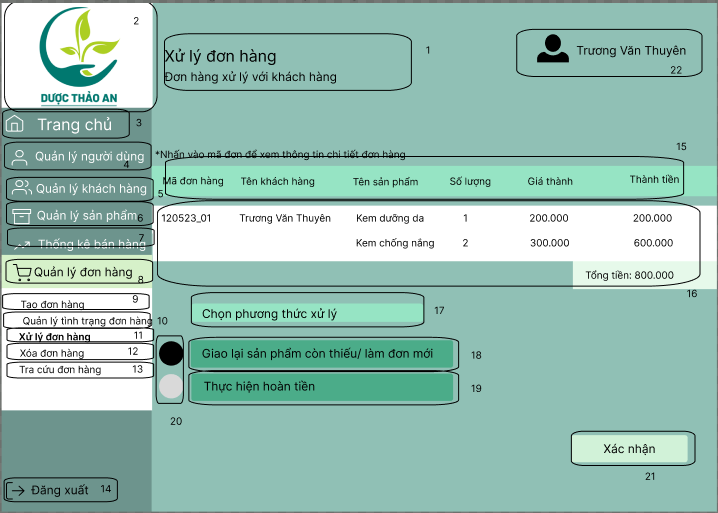 2
DƯỢC THẢO AN
Xử lý đơn hàng
1
Đơn hàng xử lý với khách hàng
Trương Văn Thuyên
22
Trang chủ
3
Quản lý người dùng
4
Quản lý khách hàng
5
Quản lý sản phẩm
6
Thống kê bán hàng
7
Quản lý đơn hàng
8
Tạo đơn hàng
9
Quản lý tình trạng đơn hàng
10
Xử lý đơn hàng
11
Xóa đơn hàng
12
Tra cứu đơn hàng
13
Đăng xuất
14
*Nhấn vào mã đơn để xem thông tin chi tiết đơn hàng
15
Mã đơn hàng Tên khách hàng Tên sản phẩm Số lượng Giá thành Thành tiền
120523_01 Trương Văn Thuyên Kem dưỡng da 1 200.000 200.000
Kem chống nắng 2 300.000 600.000
Tổng tiền: 800.000
16
Chọn phương thức xử lý
17
Giao lại sản phẩm còn thiếu/ làm đơn mới
18
Thực hiện hoàn tiền
19
20
Xác nhận
21